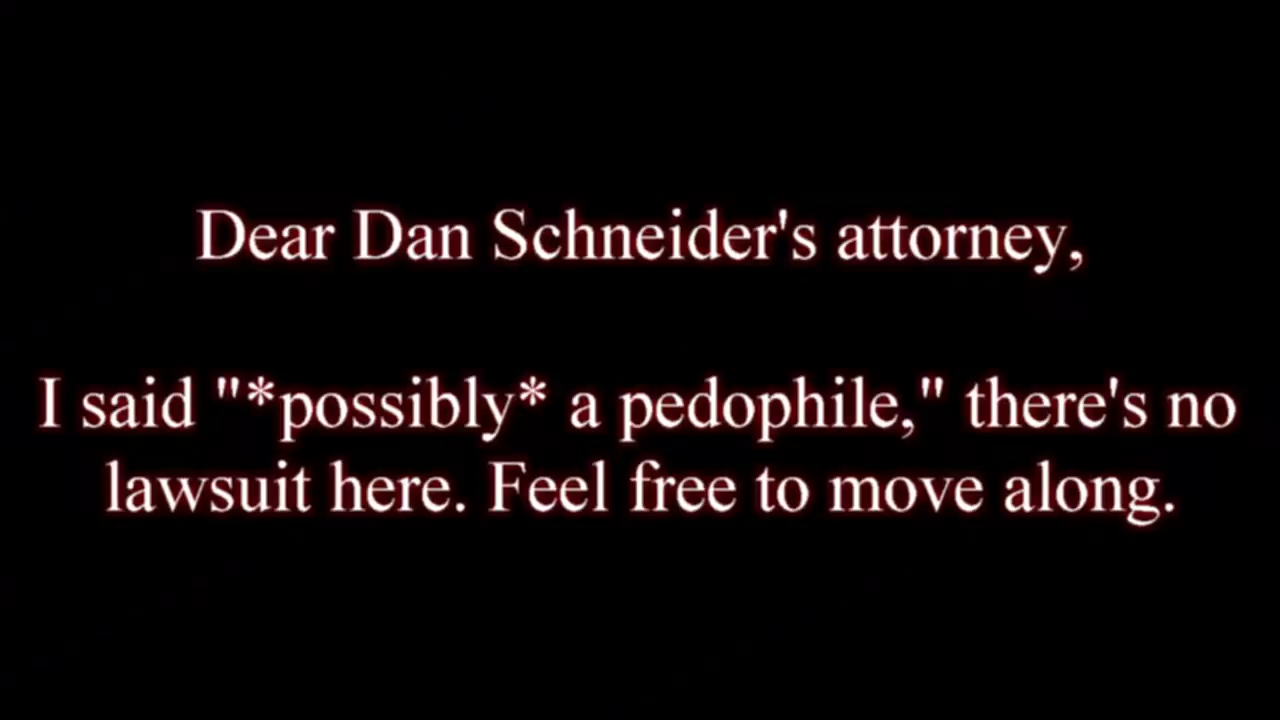 Dear Dan Schneider's attorney,
I said "*possibly* a pedophile," there's no
lawsuit here. Feel free to move along.